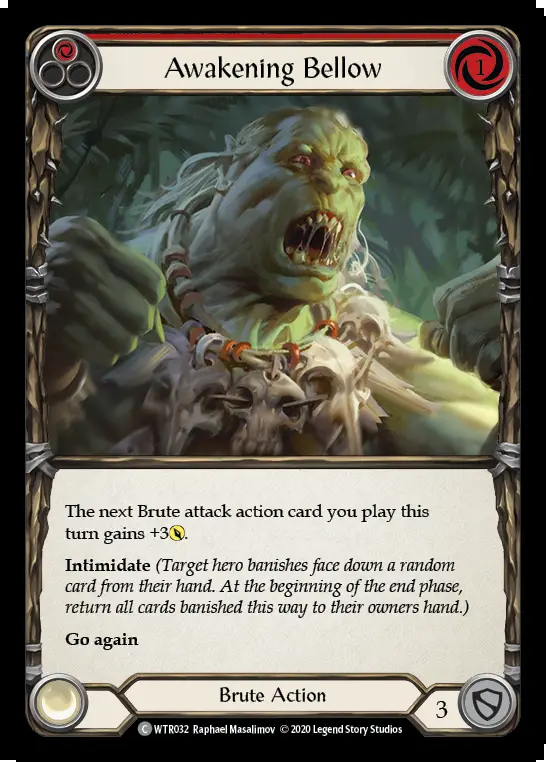 Awakening Bellow
1
The next Brute attack action card you play this
turn gains +3.
Intimidate (Target hero banishes face down a random
card from their hand. At the beginning of the end phase,
return all cards banished this way to their owners hand.)
Go again
Brute Action
3
C WTR032 Raphael Masalimov © 2020 Legend Story Studios